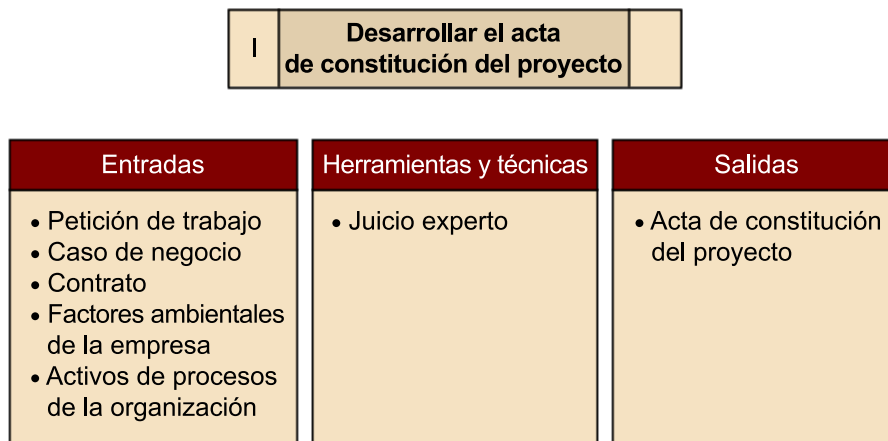 I
Desarrollar el acta
de constitución del proyecto
Entradas
• Petición de trabajo
• Caso de negocio
• Contrato
• Factores ambientales
de la empresa
• Activos de procesos
de la organización
Herramientas y técnicas
• Juicio experto
Salidas
• Acta de constitución
del proyecto